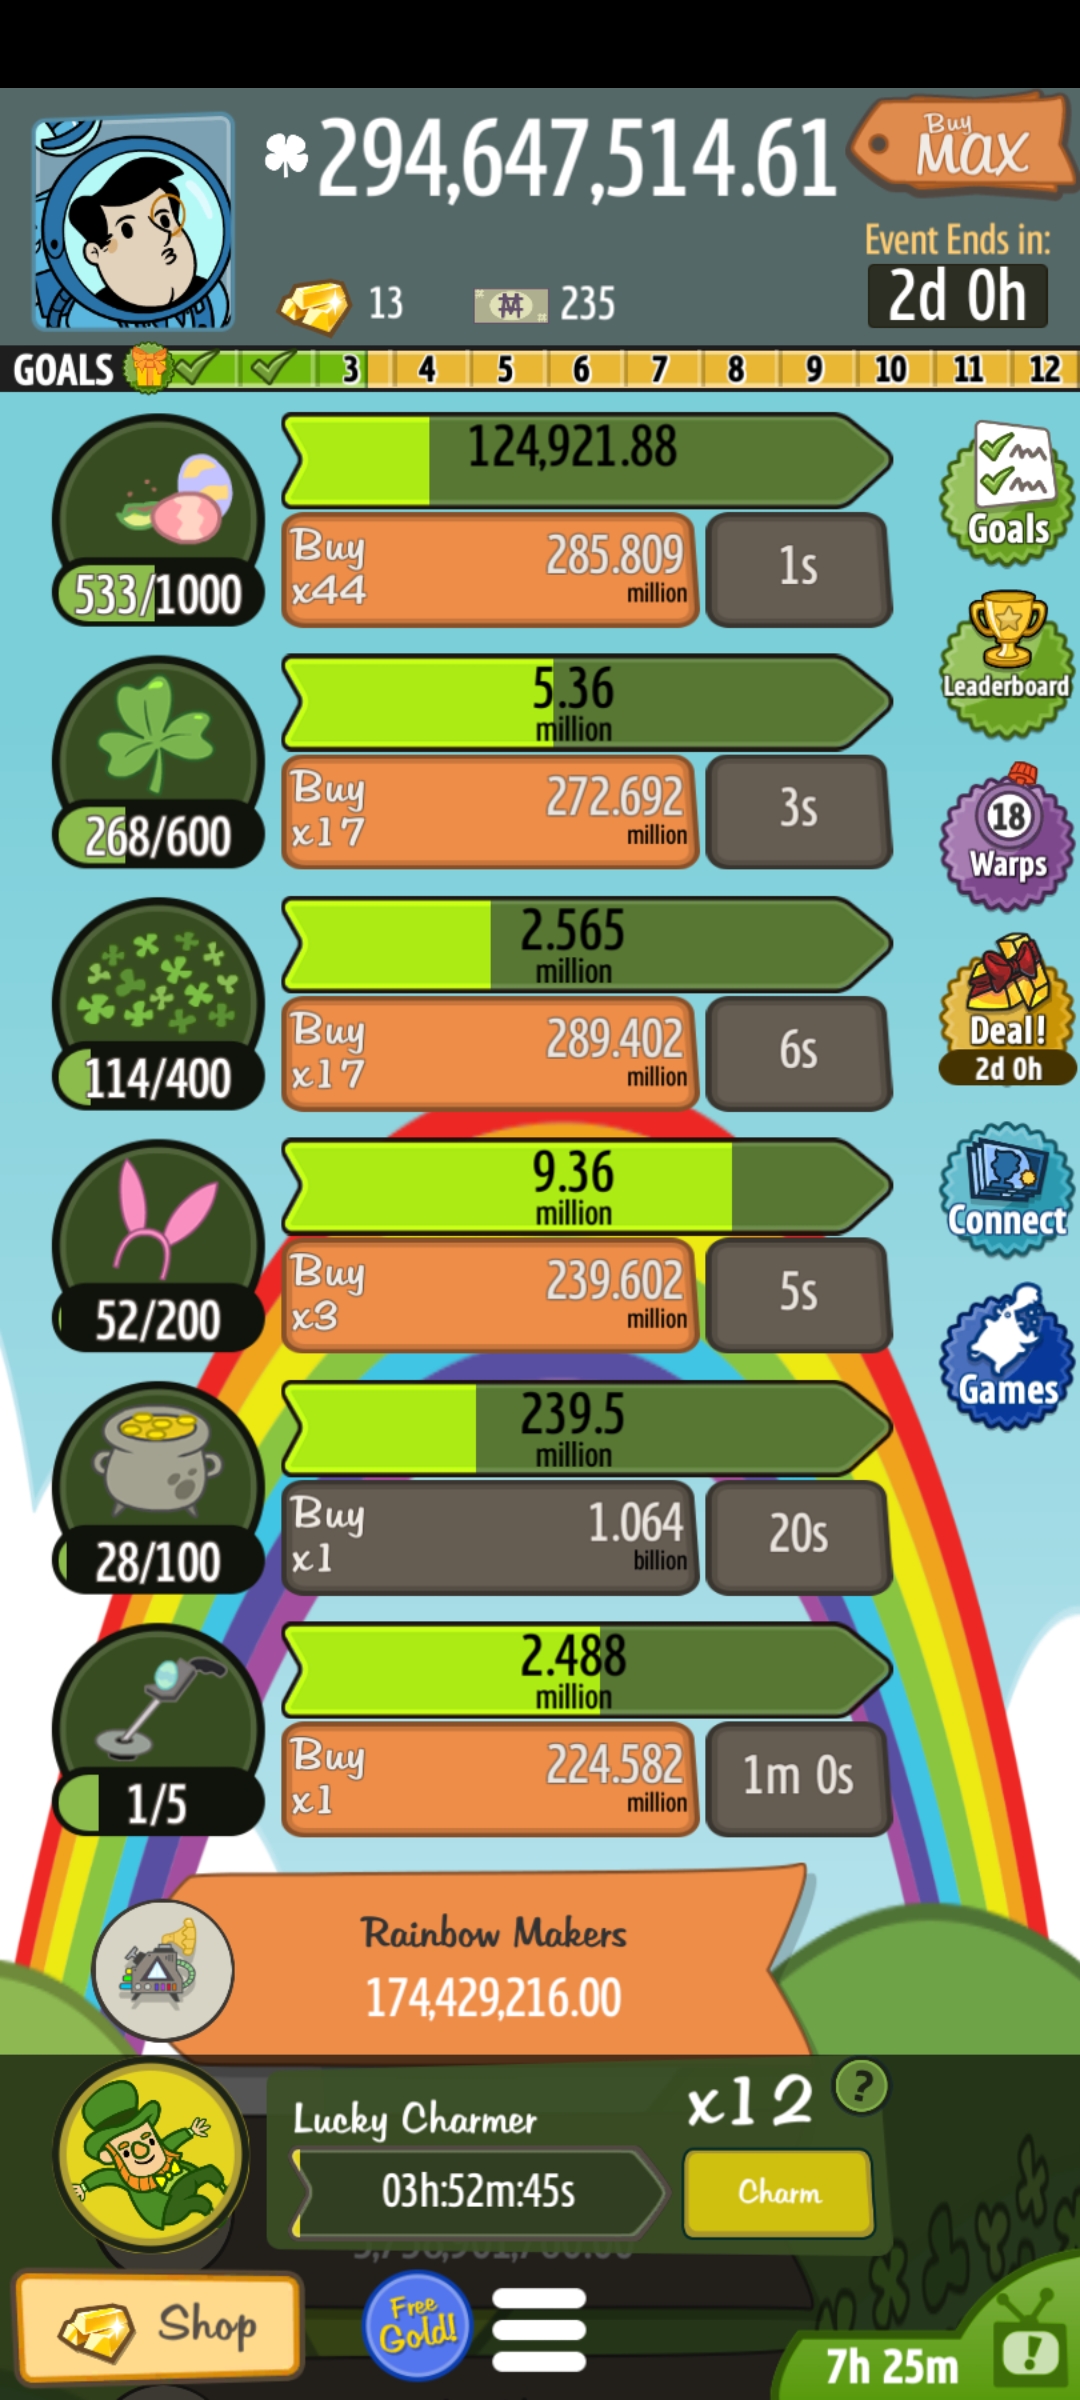 294,647,514.61
Buy
MAX
Event Ends in:
2d 0h
13
235
GOALS 3 4 5 6 7 8 9 10 11 12
124,921.88
Buy
x44
285.809
million
1s
533/1000
Goals
5.36
million
Buy
x17
272.692
million
3s
268/600
Leaderboard
18
Warps
2.565
million
Buy
x17
289.402
million
6s
114/400
Deal!
2d 0h
9.36
million
Buy
x3
239.602
million
5s
52/200
Connect
Games
239.5
million
Buy
x1
1.064
billion
20s
28/100
2.488
million
Buy
x1
224.582
million
1m 0s
1/5
Rainbow Makers
174,429,216.00
Lucky Charmer
x12
?
03h:52m:45s
Charm
Shop
Free
Gold!
7h 25m